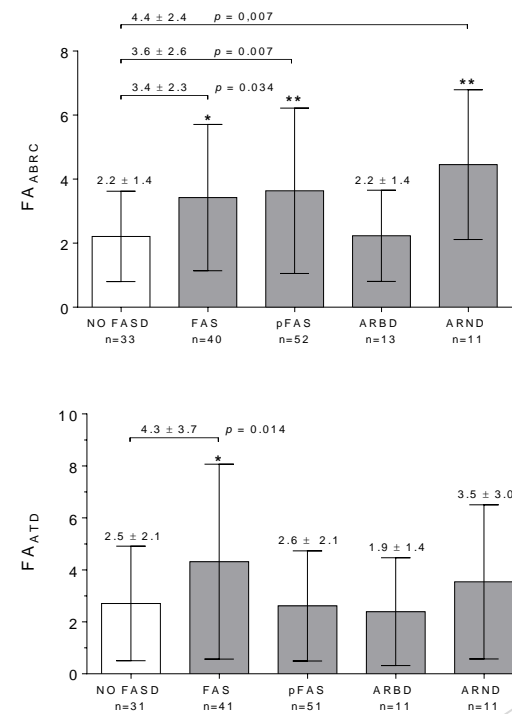 4.4 ± 2.4 p = 0,007
3.6 ± 2.6 p = 0.007
3.4 ± 2.3 p = 0.034
8
6
4
2
0
FA ABRC
* ** **
2.2 ± 1.4 2.2 ± 1.4
NO FASD FAS pFAS ARBD ARND
n=33 n=40 n=52 n=13 n=11
4.3 ± 3.7 p = 0.014
10
8
6
4
2
0
FA ATD
*
2.5 ± 2.1 2.6 ± 2.1 1.9 ± 1.4 3.5 ± 3.0
NO FASD FAS pFAS ARBD ARND
n=31 n=41 n=51 n=11 n=11